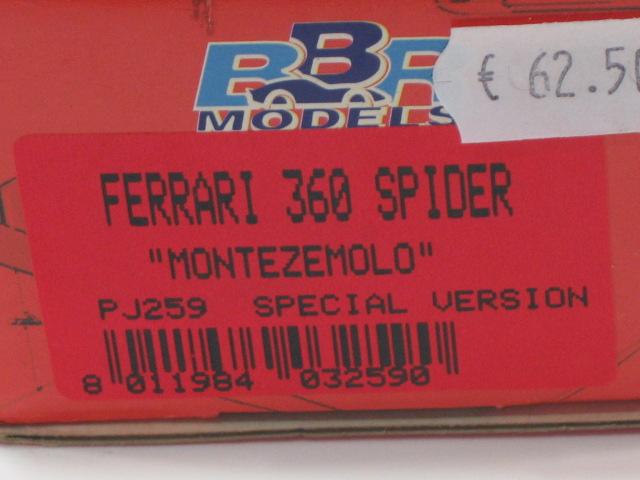 BBR
MODELS
€ 62.50
FERRARI 360 SPIDER
"MONTEZEMOLO"
PJ259 SPECIAL VERSION
8 011984 032590